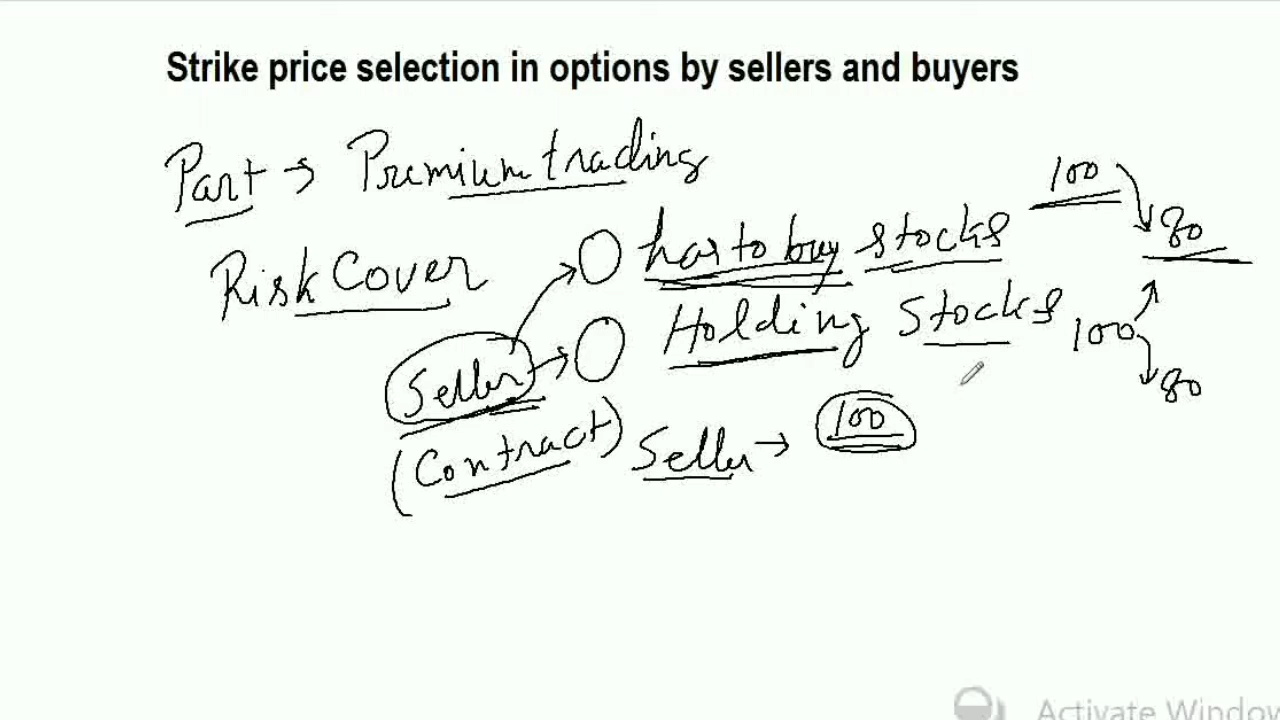 Strike price selection in options by sellers and buyers
Part → Premium trading
100
80
Risk Cover
has to buy stocks
Holding Stocks
100
80
Seller
(Contract)
Seller → 100
Activate Window